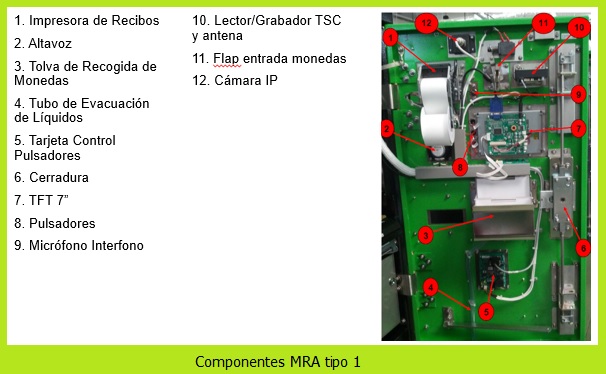 1. Impresora de Recibos
2. Altavoz
3. Tolva de Recogida de
Monedas
4. Tubo de Evacuación
de Líquidos
5. Tarjeta Control
Pulsadores
6. Cerradura
7. TFT 7”
8. Pulsadores
9. Micrófono Interfono
10. Lector/Grabador TSC
y antena
11. Flap entrada monedas
12. Cámara IP
12
11
10
1
9
2
7
8
3
6
4
5
Componentes MRA tipo 1